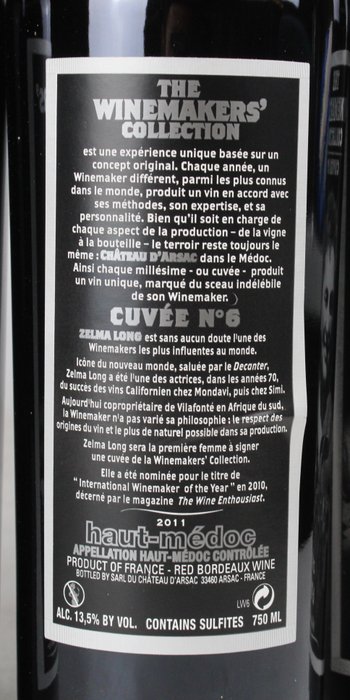 THE
WINEMAKERS'
COLLECTION
est une expérience unique basée sur un
concept original. Chaque année, un
Winemaker différent, parmi les plus connus
dans le monde, produit un vin en accord avec
ses méthodes, son expertise, et sa
personnalité. Bien qu'il soit en charge de
chaque aspect de la production – de la vigne
à la bouteille – le terroir reste toujours le
même : CHÂTEAU D'ARSAC dans le Médoc.
Ainsi chaque millésime - ou cuvée - produit
un vin unique, marqué du sceau indélébile
de son Winemaker.
CUVÉE N°6
ZELMA LONG est sans aucun doute l'une des
Winemakers les plus influentes au monde.
Icône du nouveau monde, saluée par le Decanter,
Zelma Long a été l'une des actrices, dans les années 70,
du succès des vins Californien chez Mondavi, puis chez Simi.
Aujourd'hui copropriétaire de Vilafonté en Afrique du sud,
la Winemaker n'a pas varié sa philosophie : le respect des
origines du vin et le plus de naturel possible dans sa production.
Zelma Long sera la première femme à signer
une cuvée de la Winemakers' Collection.
Elle a été nominée pour le titre de
"International Winemaker of the Year" en 2010,
décerné par le magazine The Wine Enthusiast.
2011
haut-médoc
APPELLATION HAUT-MÉDOC CONTRÔLÉE
PRODUCT OF FRANCE - RED BORDEAUX WINE
BOTTLED BY SARL DU CHÂTEAU D'ARSAC 33460 ARSAC - FRANCE
LW6
ALC. 13,5% BY VOL. CONTAINS SULFITES 750 ML